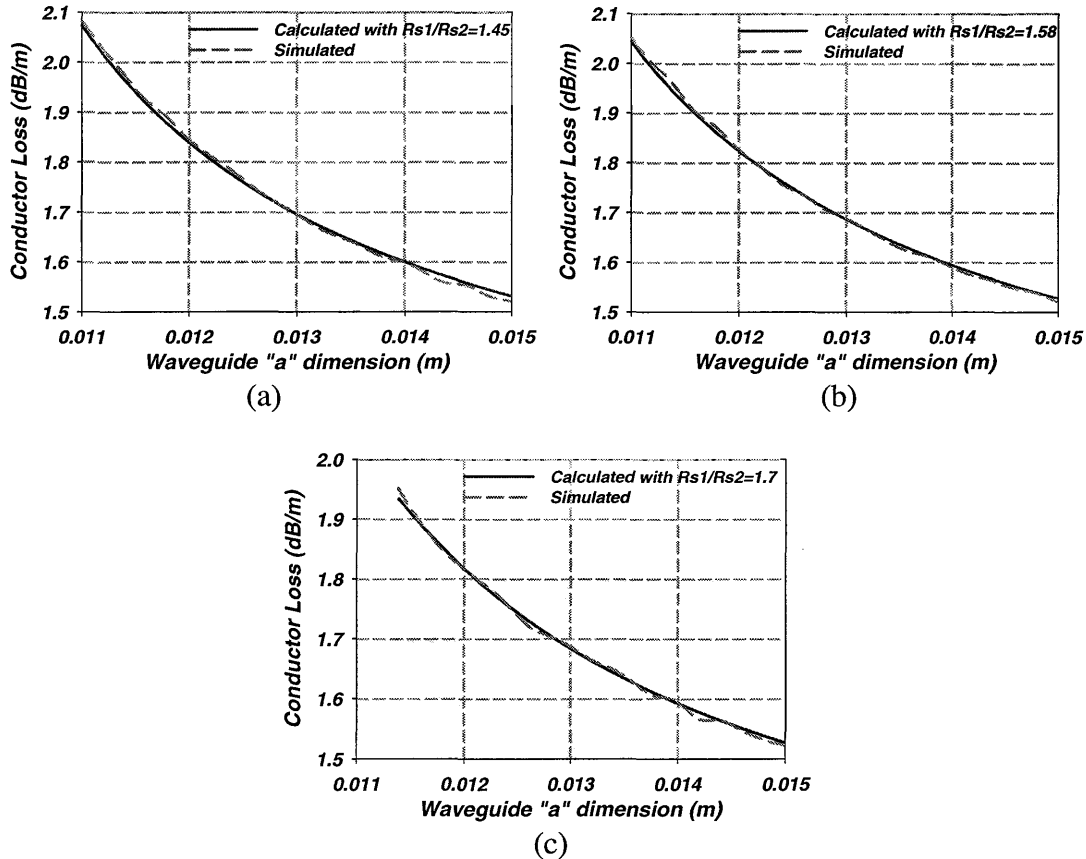 Conductor Loss (dB/m)
2.1
2.0
1.9
1.8
1.7
1.6
1.5
Calculated with Rs1/Rs2=1.45
Simulated
0.011
0.012
0.013
0.014
0.015
Waveguide "a" dimension (m)
(a)
Conductor Loss (dB/m)
2.1
2.0
1.9
1.8
1.7
1.6
1.5
Calculated with Rs1/Rs2=1.58
Simulated
0.011
0.012
0.013
0.014
0.015
Waveguide "a" dimension (m)
(b)
Conductor Loss (dB/m)
2.0
1.9
1.8
1.7
1.6
1.5
Calculated with Rs1/Rs2=1.7
Simulated
0.011
0.012
0.013
0.014
0.015
Waveguide "a" dimension (m)
(c)